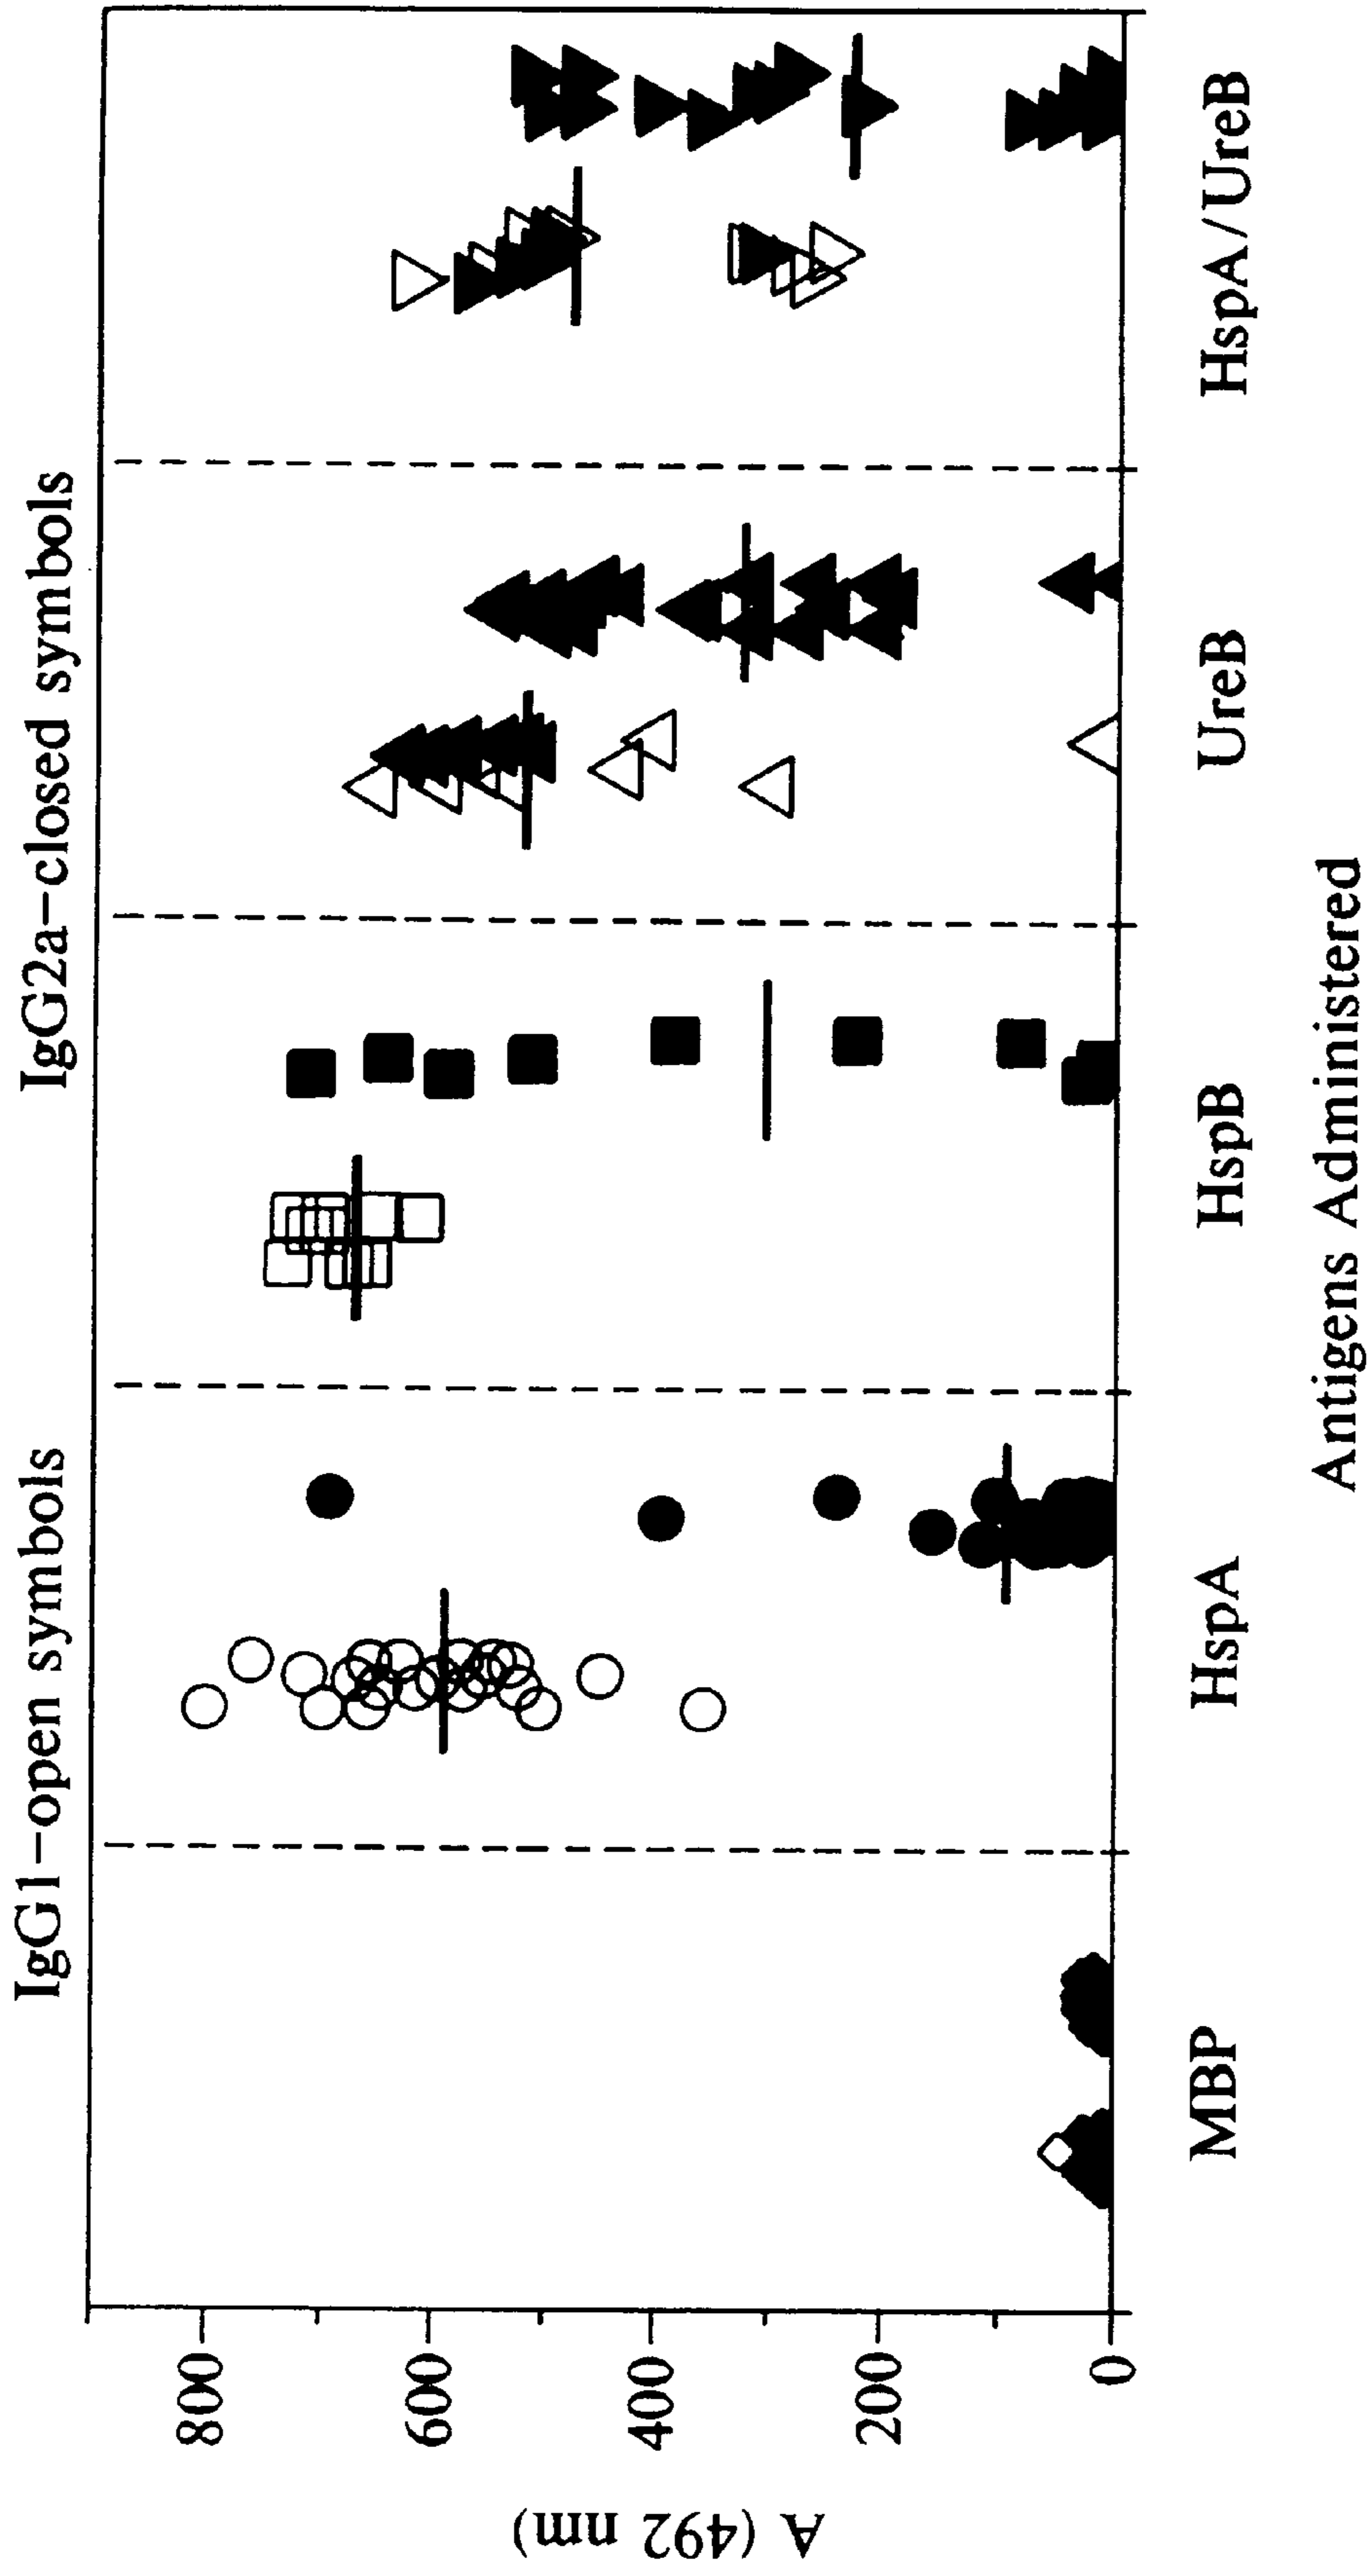 IgG1-open symbols
IgG2a-closed symbols
A (492 nm)
800
600
400
200
0
MBP
HspA
HspB
UreB
HspA/UreB
Antigens Administered